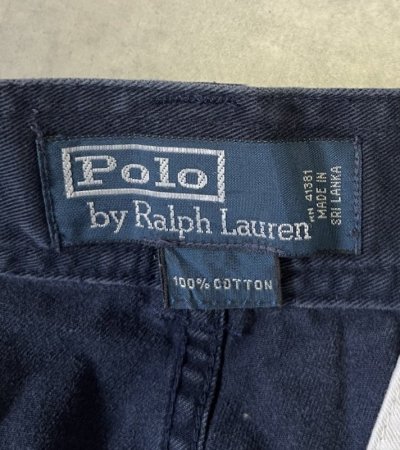 Polo
by Ralph Lauren
RN 41381
MADE IN
SRI LANKA
100% COTTON